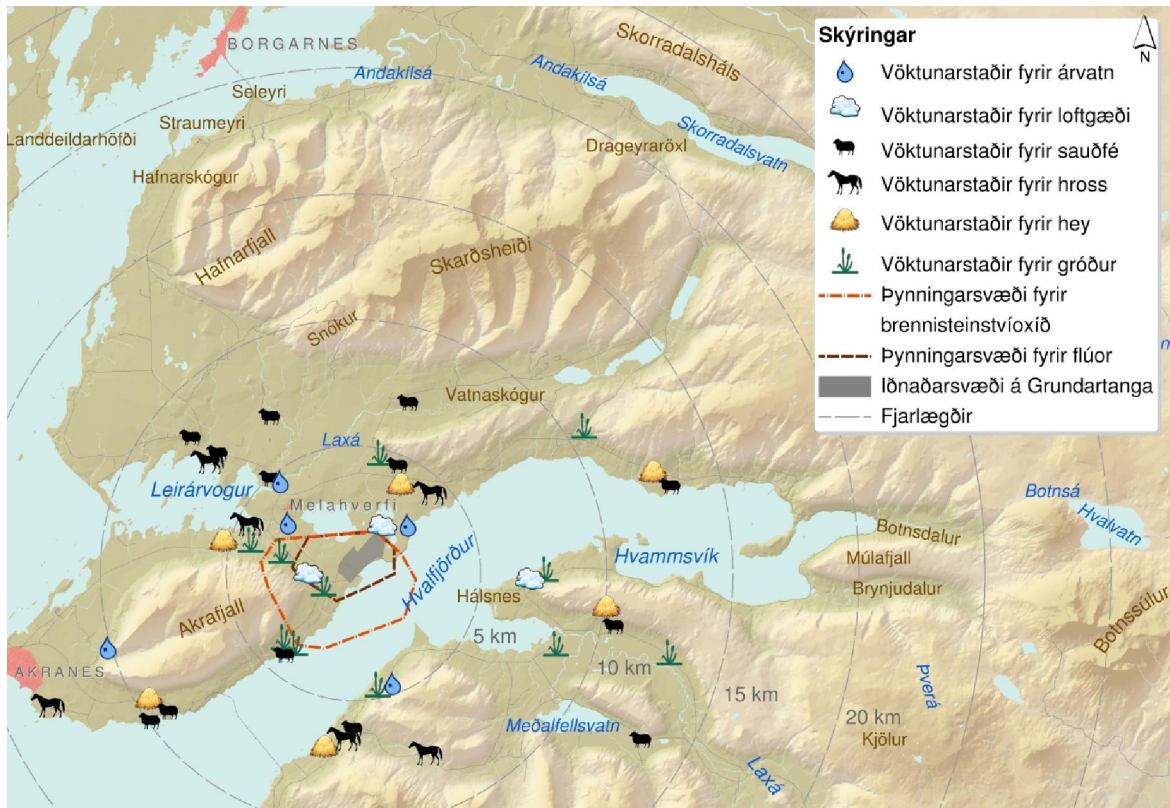 BORGARNES
Andakílsá
Seleyri
Straumeyri
Landdeildarhöfði
Hafnarskógur
Skorradalsháls
Andakílsá
Skorradalsvatn
Drageyraröxl
Hafnarfjall
Skarðsheiði
Snókur
Vatnaskógur
Laxá
Leirárvogur
Melahverfi
Hvalfjörður
Hvammsvík
Hálsnes
Akrafjall
AKRANES
Botnsá
Hvalvatn
Botnsdalur
Múlafjall
Brynjudalur
Botnssúlur
Þverá
Kjölur
Meðalfellsvatn
Laxá
5 km
10 km
15 km
20 km
Skýringar
N
Vöktunarstaðir fyrir árvatn
Vöktunarstaðir fyrir loftgæði
Vöktunarstaðir fyrir sauðfé
Vöktunarstaðir fyrir hross
Vöktunarstaðir fyrir hey
Vöktunarstaðir fyrir gróður
Þynningarsvæði fyrir
brennisteinstvíoxíð
Þynningarsvæði fyrir flúor
Iðnaðarsvæði á Grundartanga
Fjarlægðir